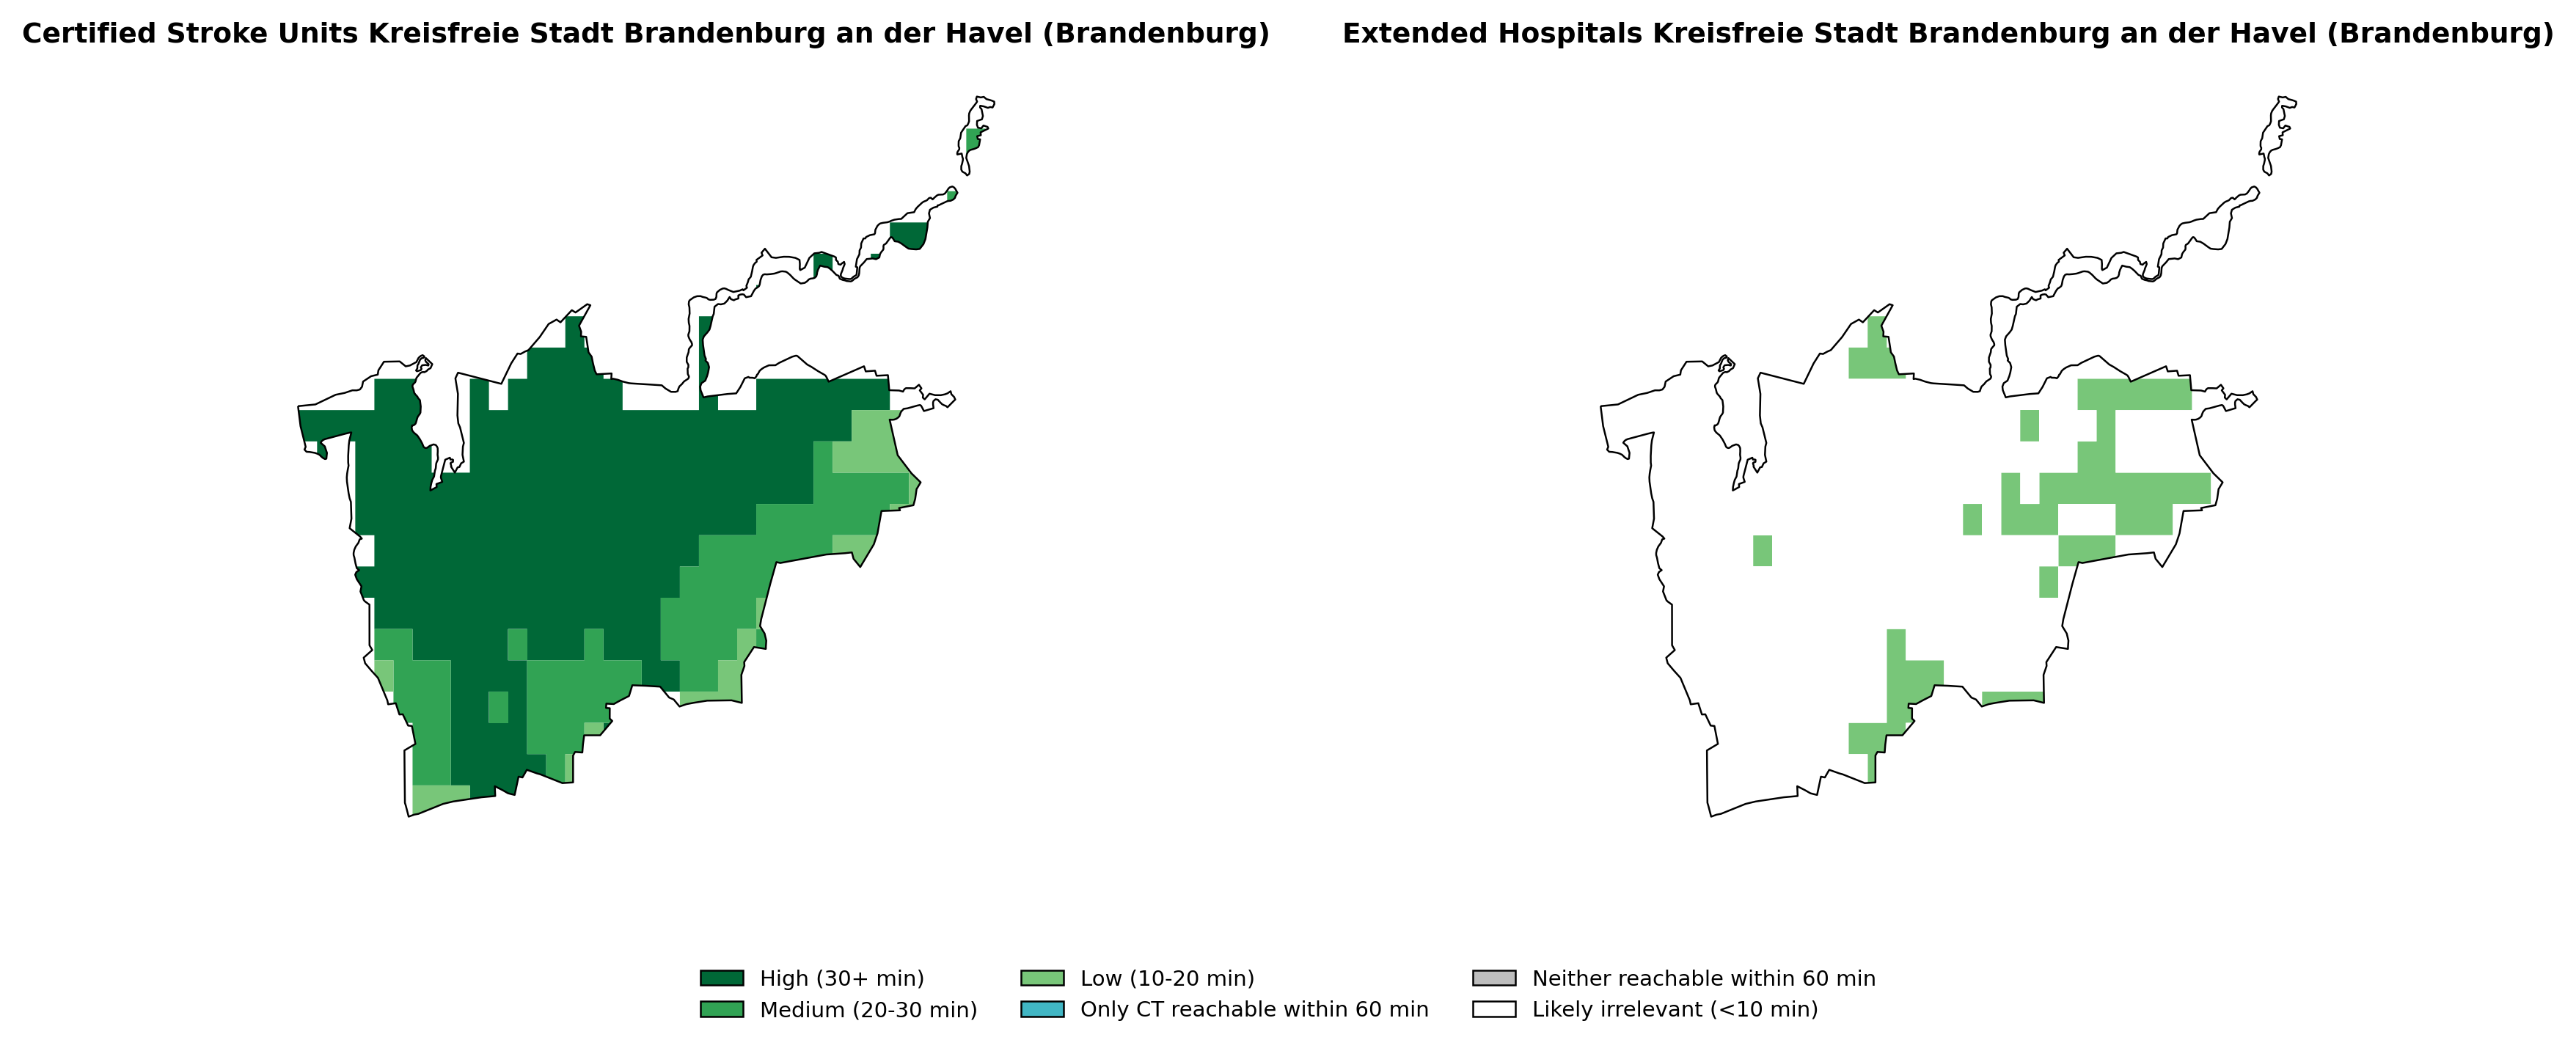 Certified Stroke Units Kreisfreie Stadt Brandenburg an der Havel (Brandenburg)
Extended Hospitals Kreisfreie Stadt Brandenburg an der Havel (Brandenburg)
High (30+ min)
Medium (20-30 min)
Low (10-20 min)
Only CT reachable within 60 min
Neither reachable within 60 min
Likely irrelevant (<10 min)